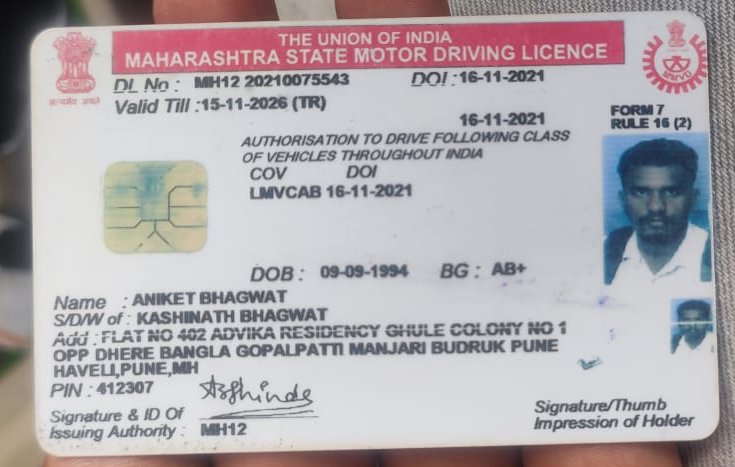 THE UNION OF INDIA
MAHARASHTRA STATE MOTOR DRIVING LICENCE
सत्यमेव जयते
MMVD
DL No : MH12 20210075543 DOI :16-11-2021
Valid Till :15-11-2026 (TR)
16-11-2021
FORM 7
RULE 16 (2)
AUTHORISATION TO DRIVE FOLLOWING CLASS
OF VEHICLES THROUGHOUT INDIA
COV DOI
LMVCAB 16-11-2021
DOB : 09-09-1994 BG : AB+
Name : ANIKET BHAGWAT
S/D/W of : KASHINATH BHAGWAT
Add :FLAT NO 402 ADVIKA RESIDENCY GHULE COLONY NO 1
OPP DHERE BANGLA GOPALPATTI MANJARI BUDRUK PUNE
HAVELI,PUNE,MH
PIN : 412307
Signature & ID Of
Issuing Authority : MH12
Signature/Thumb
Impression of Holder